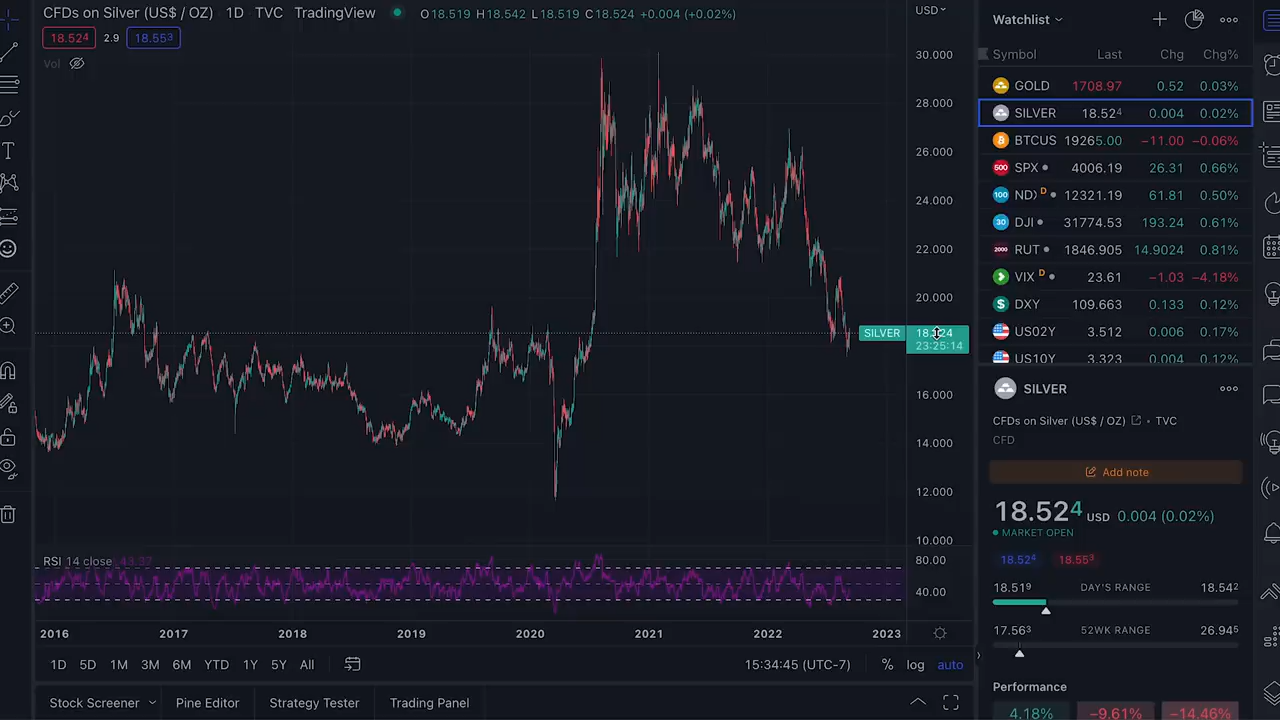 CFDs on Silver (US$ / OZ) 1D TVC TradingView O18.519 H18.542 L18.519 C18.524 +0.004 (+0.02%)
18.524 2.9 18.553
Vol
USD
30.000
28.000
26.000
24.000
22.000
20.000
SILVER
23:25:14
16.000
14.000
12.000
10.000
RSI 14 close 43.37
80.00
40.00
2016 2017 2018 2019 2020 2021 2022 2023
1D 5D 1M 3M 6M YTD 1Y 5Y All 15:34:45 (UTC-7) % log auto
Stock Screener Pine Editor Strategy Tester Trading Panel
Watchlist
Symbol Last Chg Chg%
GOLD 1708.97 0.52 0.03%
SILVER 18.524 0.004 0.02%
BTCUS 19265.00 −11.00 −0.06%
500 SPX 4006.19 26.31 0.66%
100 ND) D 12321.19 61.81 0.50%
30 DJI 31774.53 193.24 0.61%
2000 RUT 1846.905 14.9024 0.81%
VIX D 23.61 −1.03 −4.18%
$ DXY 109.663 0.133 0.12%
US02Y 3.512 0.006 0.17%
US10Y 3.323 0.004 0.12%
SILVER
CFDs on Silver (US$ / OZ) • TVC
CFD
Add note
18.524 USD 0.004 (0.02%)
MARKET OPEN
18.524 18.553
18.519 DAY'S RANGE 18.542
17.563 52WK RANGE 26.945
Performance
4.18% −9.61% −14.46%